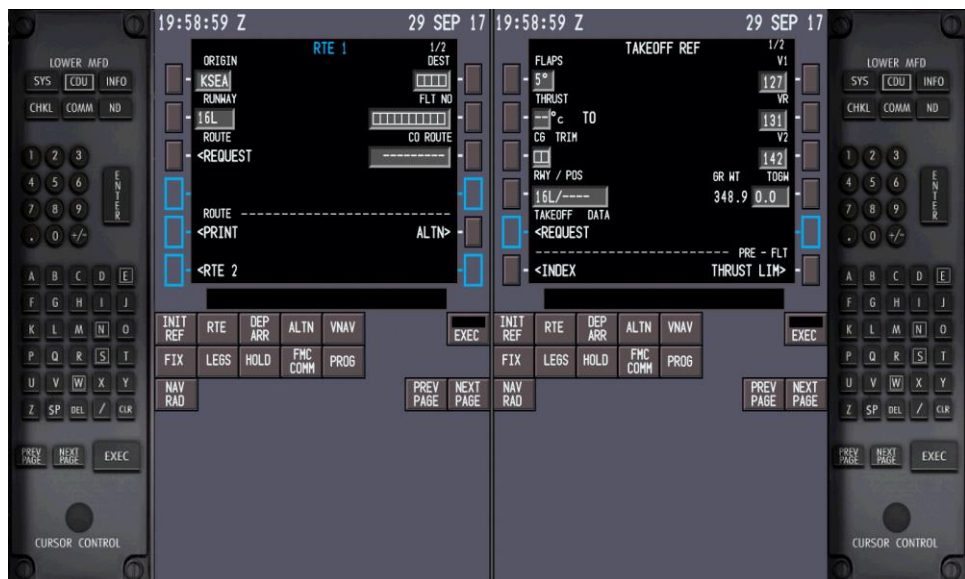 19:58:59 Z 29 SEP 17
RTE 1 1/2
ORIGIN DEST
KSEA
RUNWAY FLT NO
16L
ROUTE CO ROUTE
<REQUEST ----------
ROUTE
<PRINT ALTN>
<RTE 2
INIT REF RTE DEP ARR ALTN VNAV EXEC
FIX LEGS HOLD FMC COMM PROG
NAV RAD PREV PAGE NEXT PAGE
19:58:59 Z 29 SEP 17
TAKEOFF REF 1/2
FLAPS V1
5° 127
THRUST VR
--°C TO 131
CG TRIM V2
142
RWY / POS GR WT TOGW
16L/---- 348.9 0.0
TAKEOFF DATA
<REQUEST
PRE - FLT
<INDEX THRUST LIM>
INIT REF RTE DEP ARR ALTN VNAV EXEC
FIX LEGS HOLD FMC COMM PROG
NAV RAD PREV PAGE NEXT PAGE
LOWER MFD
SYS CDU INFO
CHKL COMM ND
1 2 3
4 5 6
7 8 9
. 0 +/-
ENTER
A B C D E
F G H I J
K L M N O
P Q R S T
U V W X Y
Z SP DEL / CLR
PREV PAGE NEXT PAGE EXEC
CURSOR CONTROL
LOWER MFD
SYS CDU INFO
CHKL COMM ND
1 2 3
4 5 6
7 8 9
. 0 +/-
ENTER
A B C D E
F G H I J
K L M N O
P Q R S T
U V W X Y
Z SP DEL / CLR
PREV PAGE NEXT PAGE EXEC
CURSOR CONTROL